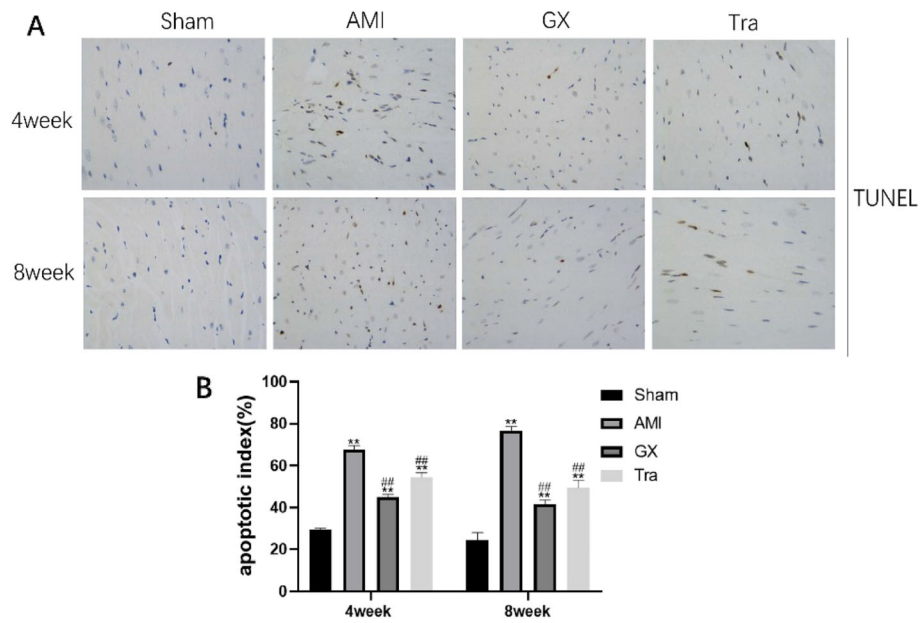 A
Sham
AMI
GX
Tra
4week
8week
TUNEL
B
apoptotic index(%)
100
80
60
40
20
0
**
##
**
##
**
**
##
**
##
**
4week
8week
Sham
AMI
GX
Tra